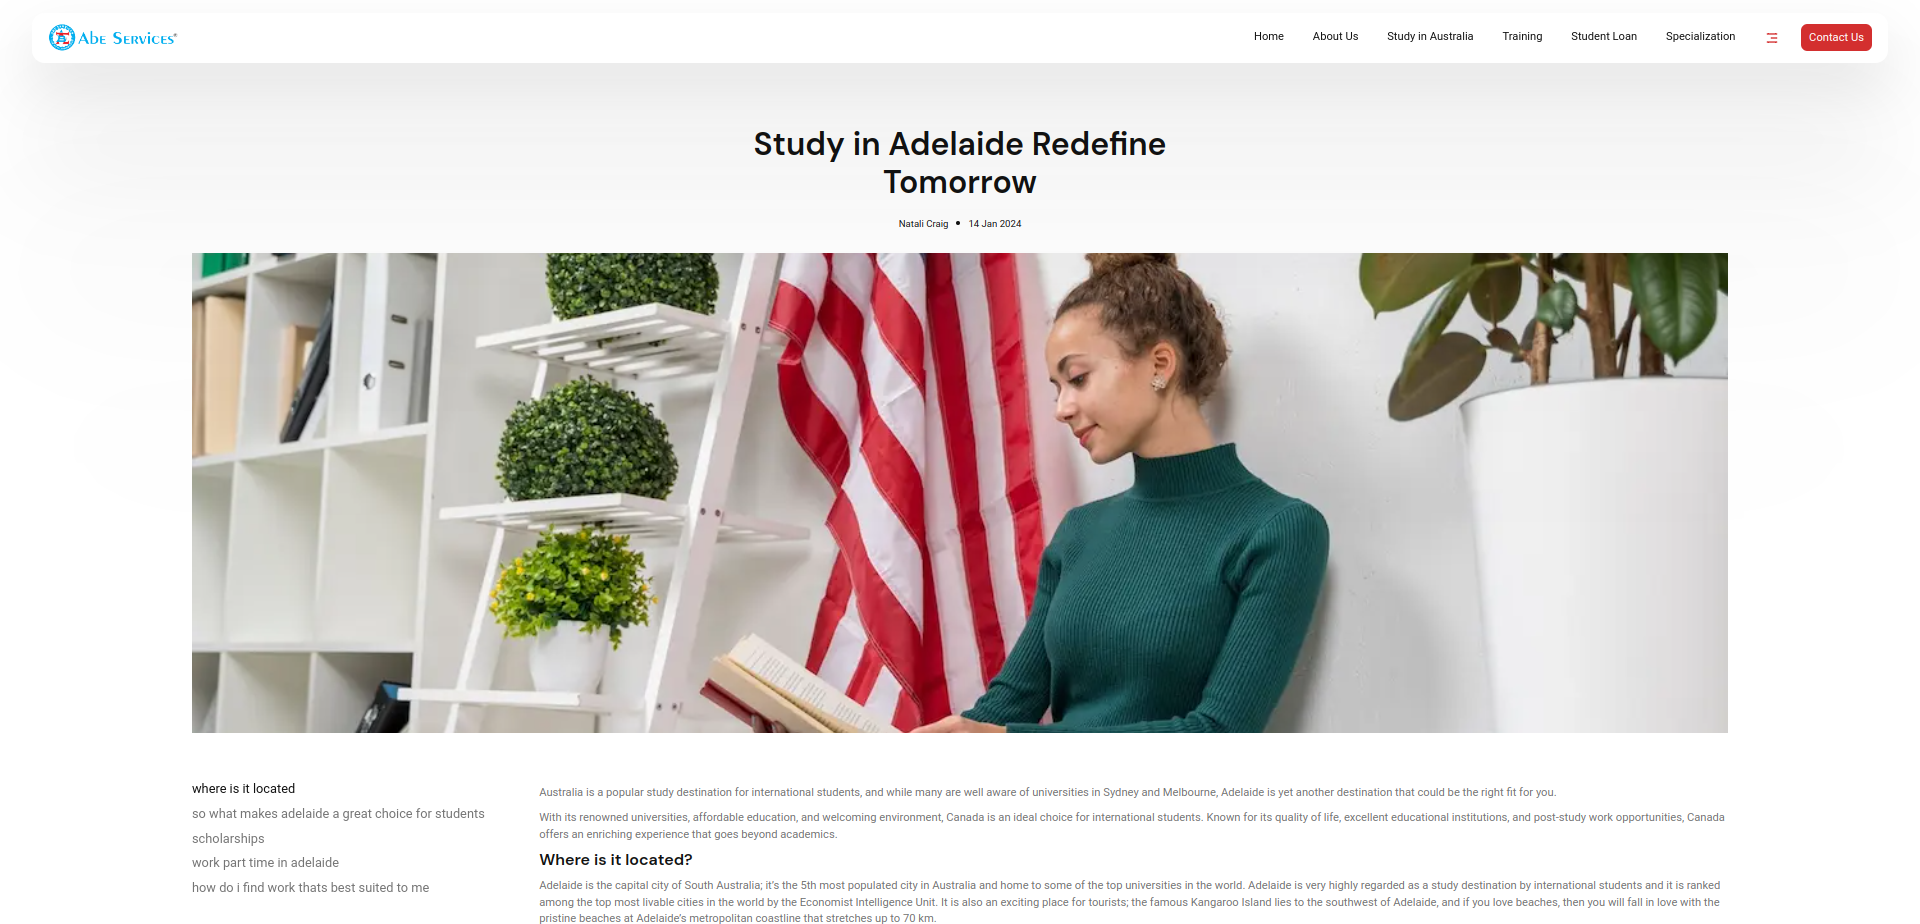 Abe Services
Home
About Us
Study in Australia
Training
Student Loan
Specialization
Contact Us
Study in Adelaide Redefine
Tomorrow
Natali Craig
14 Jan 2024
where is it located
so what makes adelaide a great choice for students
scholarships
work part time in adelaide
how do i find work thats best suited to me
Australia is a popular study destination for international students, and while many are well aware of universities in Sydney and Melbourne, Adelaide is yet another destination that could be the right fit for you.
With its renowned universities, affordable education, and welcoming environment, Canada is an ideal choice for international students. Known for its quality of life, excellent educational institutions, and post-study work opportunities, Canada
offers an enriching experience that goes beyond academics.
Where is it located?
Adelaide is the capital city of South Australia; it's the 5th most populated city in Australia and home to some of the top universities in the world. Adelaide is very highly regarded as a study destination by international students and it is ranked
among the top most livable cities in the world by the Economist Intelligence Unit. It is also an exciting place for tourists; the famous Kangaroo Island lies to the southwest of Adelaide, and if you love beaches, then you will fall in love with the
pristine beaches at Adelaide's metropolitan coastline that stretches up to 70 km.